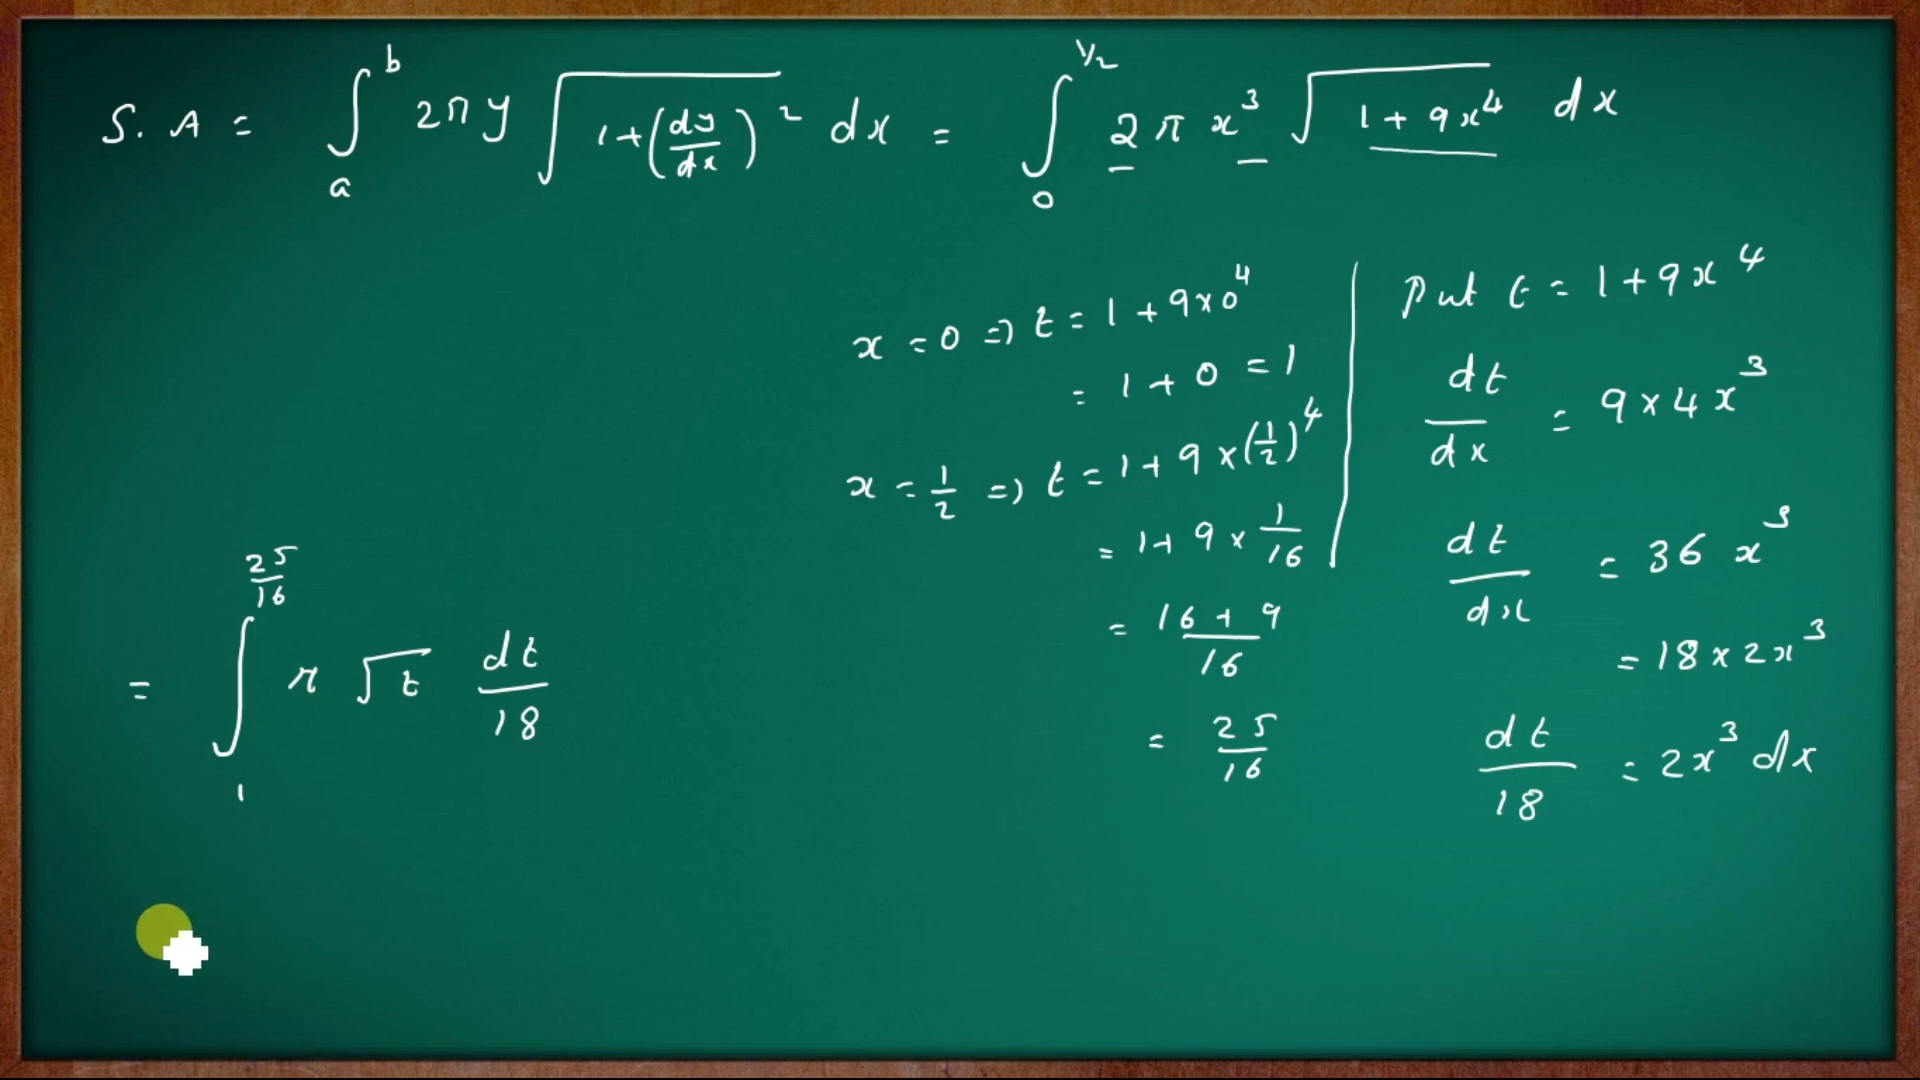 S. A = ∫_a^b 2πy √(1+(dy/dx)²) dx = ∫_0^{1/2} 2πx³ √(1+9x⁴) dx
Put t = 1+9x⁴
dt/dx = 9×4x³
dt/dx = 36x³
= 18×2x³
dt/18 = 2x³ dx
x = 0 ⇒ t = 1+9×0⁴
= 1+0 = 1
x = 1/2 ⇒ t = 1+9×(1/2)⁴
= 1+9×1/16
= (16+9)/16
= 25/16
= ∫_1^{25/16} π √t dt/18